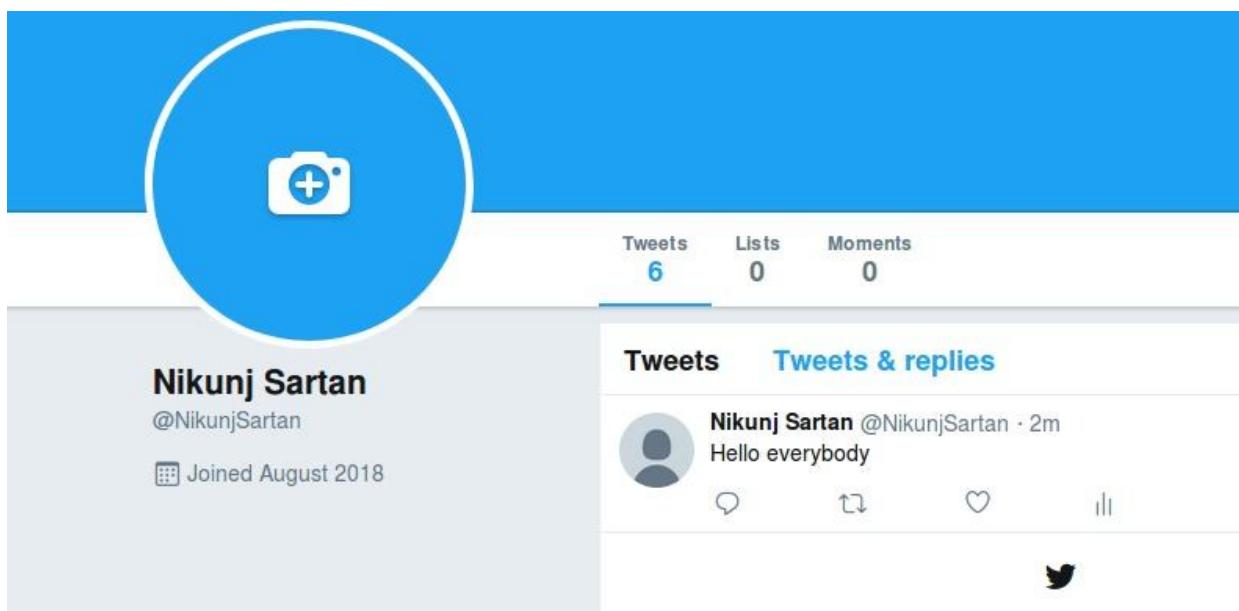 Tweets Lists Moments
6 0 0
Nikunj Sartan
@NikunjSartan
Joined August 2018
Tweets Tweets & replies
Nikunj Sartan @NikunjSartan · 2m
Hello everybody